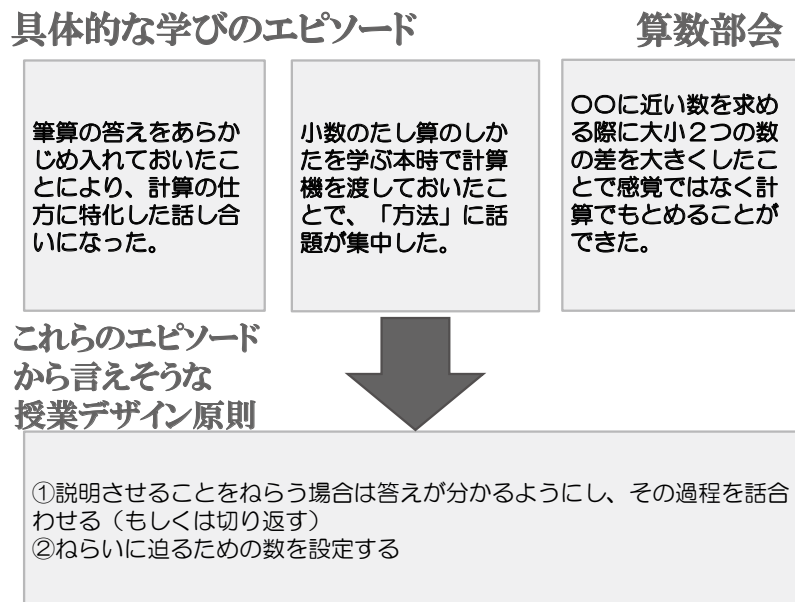 具体的な学びのエピソード
算数部会
筆算の答えをあらか
じめ入れておいたこ
とにより、計算の仕
方に特化した話し合
いになった。
小数のたし算のしか
たを学ぶ本時で計算
機を渡しておいたこ
とで、「方法」に話
題が集中した。
〇〇に近い数を求め
る際に大小２つの数
の差を大きくしたこ
とで感覚ではなく計
算でもとめることが
できた。
これらのエピソード
から言えそうな
授業デザイン原則
①説明させることをねらう場合は答えが分かるようにし、その過程を話合
わせる（もしくは切り返す）
②ねらいに迫るための数を設定する